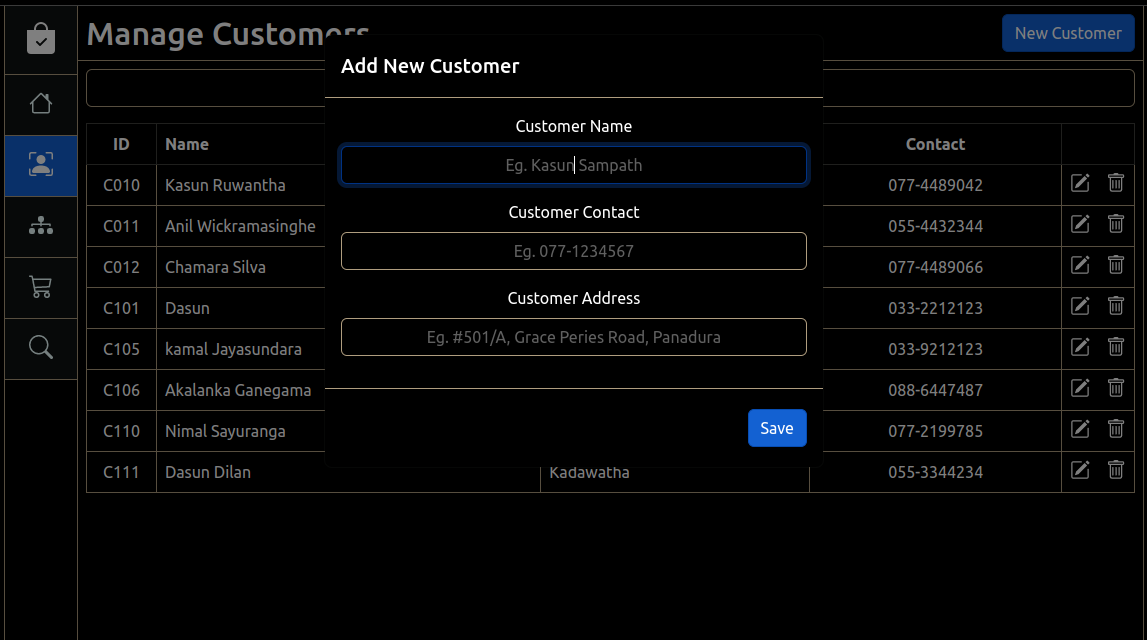 Manage Customers
New Customer
Add New Customer
Customer Name
Eg. Kasun Sampath
Customer Contact
Eg. 077-1234567
Customer Address
Eg. #501/A, Grace Peries Road, Panadura
Save
ID Name Contact
C010 Kasun Ruwantha 077-4489042
C011 Anil Wickramasinghe 055-4432344
C012 Chamara Silva 077-4489066
C101 Dasun 033-2212123
C105 kamal Jayasundara 033-9212123
C106 Akalanka Ganegama 088-6447487
C110 Nimal Sayuranga 077-2199785
C111 Dasun Dilan Kadawatha 055-3344234